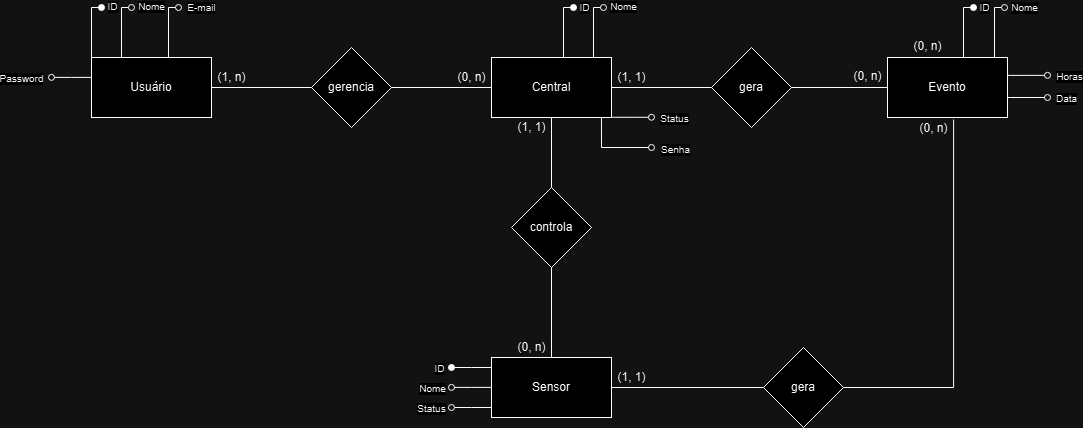 ID
Nome
E-mail
ID
Nome
ID
Nome
(0, n)
Password
Usuário
(1, n)
gerencia
(0, n)
Central
(1, 1)
gera
(0, n)
Evento
Horas
Data
Status
Senha
(1, 1)
(0, n)
controla
(0, n)
ID
Nome
Status
Sensor
(1, 1)
gera